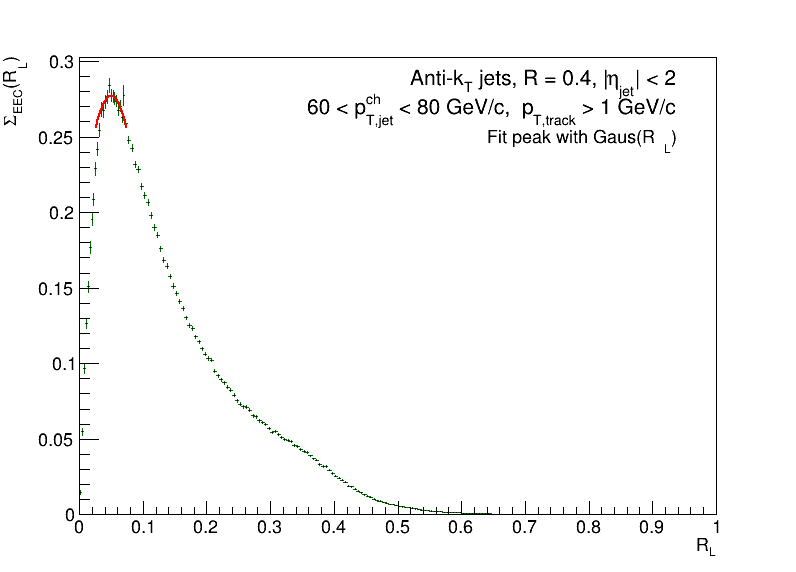 Σ_EEC(R_L)
0.3
0.25
0.2
0.15
0.1
0.05
0
Anti-k_T jets, R = 0.4, |η_jet| < 2
60 < p^ch_T,jet < 80 GeV/c, p_T,track > 1 GeV/c
Fit peak with Gaus(R_L)
0 0.1 0.2 0.3 0.4 0.5 0.6 0.7 0.8 0.9 1
R_L